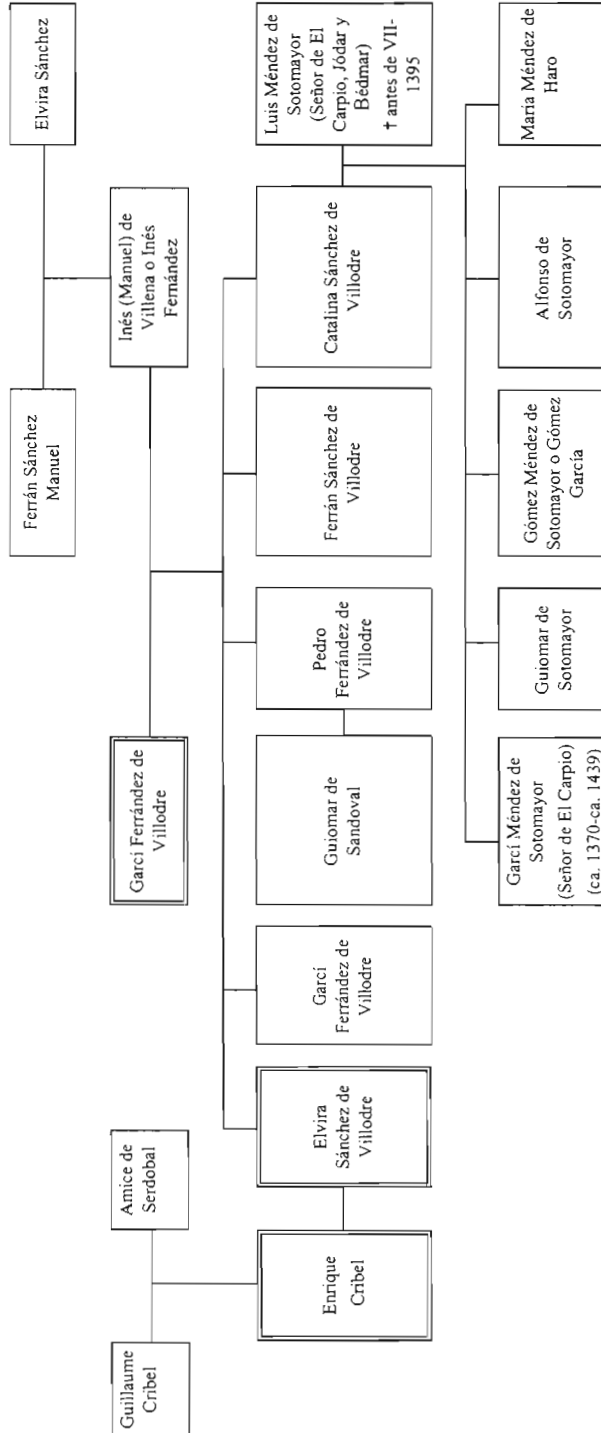 Ferrán Sánchez
Manuel
Elvira Sánchez
Guillaume
Cribel
Amice de
Serdobal
Garci Ferrández de
Villodre
Inés (Manuel) de
Villena o Inés
Fernández
Enrique
Cribel
Elvira
Sánchez de
Villodre
Garcí
Ferrández de
Villodre
Guiomar de
Sandoval
Pedro
Ferrández de
Villodre
Ferrán Sánchez de
Villodre
Catalina Sánchez de
Villodre
Luis Méndez de
Sotomayor
(Señor de El
Carpio, Jódar y
Bédmar)
† antes de VII-
1395
Garcí Méndez de
Sotomayor
(Señor de El Carpio)
(ca. 1370-ca. 1439)
Guiomar de
Sotomayor
Gómez Méndez de
Sotomayor o Gómez
García
Alfonso de
Sotomayor
María Méndez de
Haro